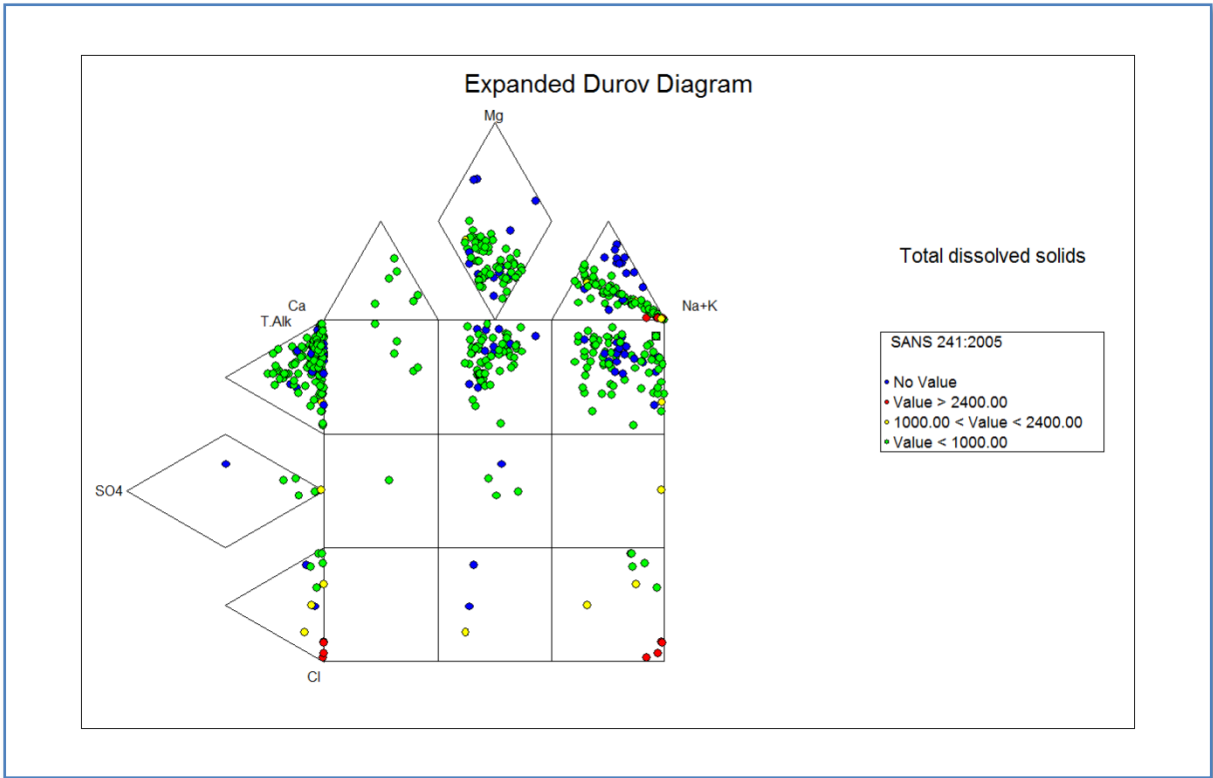 Expanded Durov Diagram
Mg
Total dissolved solids
Ca
Na+K
T.Alk
SANS 241:2005
No Value
Value > 2400.00
1000.00 < Value < 2400.00
Value < 1000.00
SO4
Cl